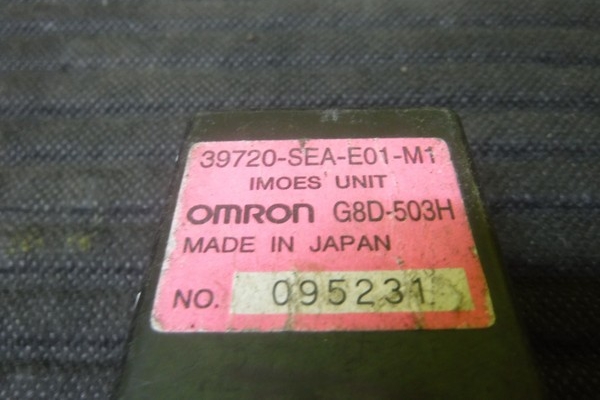 39720-SEA-E01-M1
IMOES' UNIT
OMRON G8D-503H
MADE IN JAPAN
NO. 095231